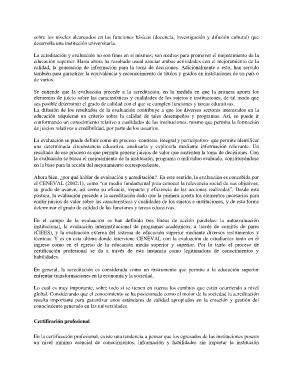 sobre los niveles alcanzados en las funciones básicas (docencia, investigación y difusión cultural) que
desarrolla una institución universitaria.
La acreditación y evaluación no son fines en sí mismos; son medios para promover el mejoramiento de la
educación superior. Hasta ahora ha resultado usual asociar ambas actividades con el mejoramiento de la
calidad, la generación de información para la toma de decisiones. Adicionalmente a esto, han servido
también para garantizar la equivalencia y reconocimiento de títulos y grados en instituciones de un país o
de varios.
Se entiende que la evaluación precede a la acreditación, en la medida en que la primera aporta los
elementos de juicio sobre las características y cualidades de los sujetos e instituciones, de tal modo que
sea posible determinar el grado de calidad con el que se cumplen funciones y tareas educativas.
La difusión de los resultados de la evaluación contribuye a que los diversos sectores interesados en la
educación adquieran un criterio sobre la calidad de tales desempeños y programas. Así, se puede ir
conformando un conocimiento relativo a cualidades de las instituciones, mismo que permita la formación
de juicios relativos a credibilidad, por parte de los usuarios.
La evaluación se puede definir como un proceso -continuo, integral y participativo- que permite identificar
una determinada circunstancia educativa, analizarla y explicarla mediante información relevante. Un
resultado de ese proceso es que permite proveer juicios de valor que sustentan la toma de decisiones. Con
la evaluación se busca el mejoramiento de la institución, programa o individuo evaluado, constituyéndose
en la base para la acción del mejoramiento correspondiente.
Ahora bien, ¿por qué hablar de evaluación y acreditación?. En este sentido, la evaluación es concebida por
el CENEVAL (2002:1), como "un medio fundamental para conocer la relevancia social de sus objetivos,
su grado de avance, así como su eficacia, impacto y eficiencia de las acciones realizadas". Desde esta
justicia, la evaluación precede a la acreditación. La primera aporta los elementos necesarios para que se
emitan juicios de valor sobre las características y cualidades de los sujetos o instituciones, y de esta forma
determinar el grado de calidad de las funciones y tareas educativas.
En el campo de la evaluación se han definido tres líneas de acción paralelas: la autoevaluación
institucional, la evaluación interinstitucional de programas académicos, a través de comités de pares
(CIEES), y la evaluación externa del sistema de educación superior mediante diversos instrumentos y
técnicas. Y es en esta última donde interviene CENEVAL con la evaluación de estudiantes tanto en el
ingreso como en el egreso de la educación media superior y superior. Por lo tanto el proceso de
certificación profesional se da a través de esta instancia como legitimadora de conocimientos y
habilidades.
En general, la acreditación es considerada como un instrumento que permite a la educación superior
enfrentar transformaciones en la economía y la sociedad.
Lo cual es muy importante, sobre todo si se tienen en cuenta los cambios que están ocurriendo a nivel
global. Considerando que el conocimiento se ha posicionado como el motor de la sociedad la acreditación
resulta importante para garantizar unos estándares de calidad apropiados en la creación y gestión del
conocimiento generado en las universidades.
Certificación profesional
En la certificación profesional, existe una tendencia a pensar que los egresados de las instituciones poseen
un nivel mínimo esencial de conocimientos, información y habilidades sin importar la institución